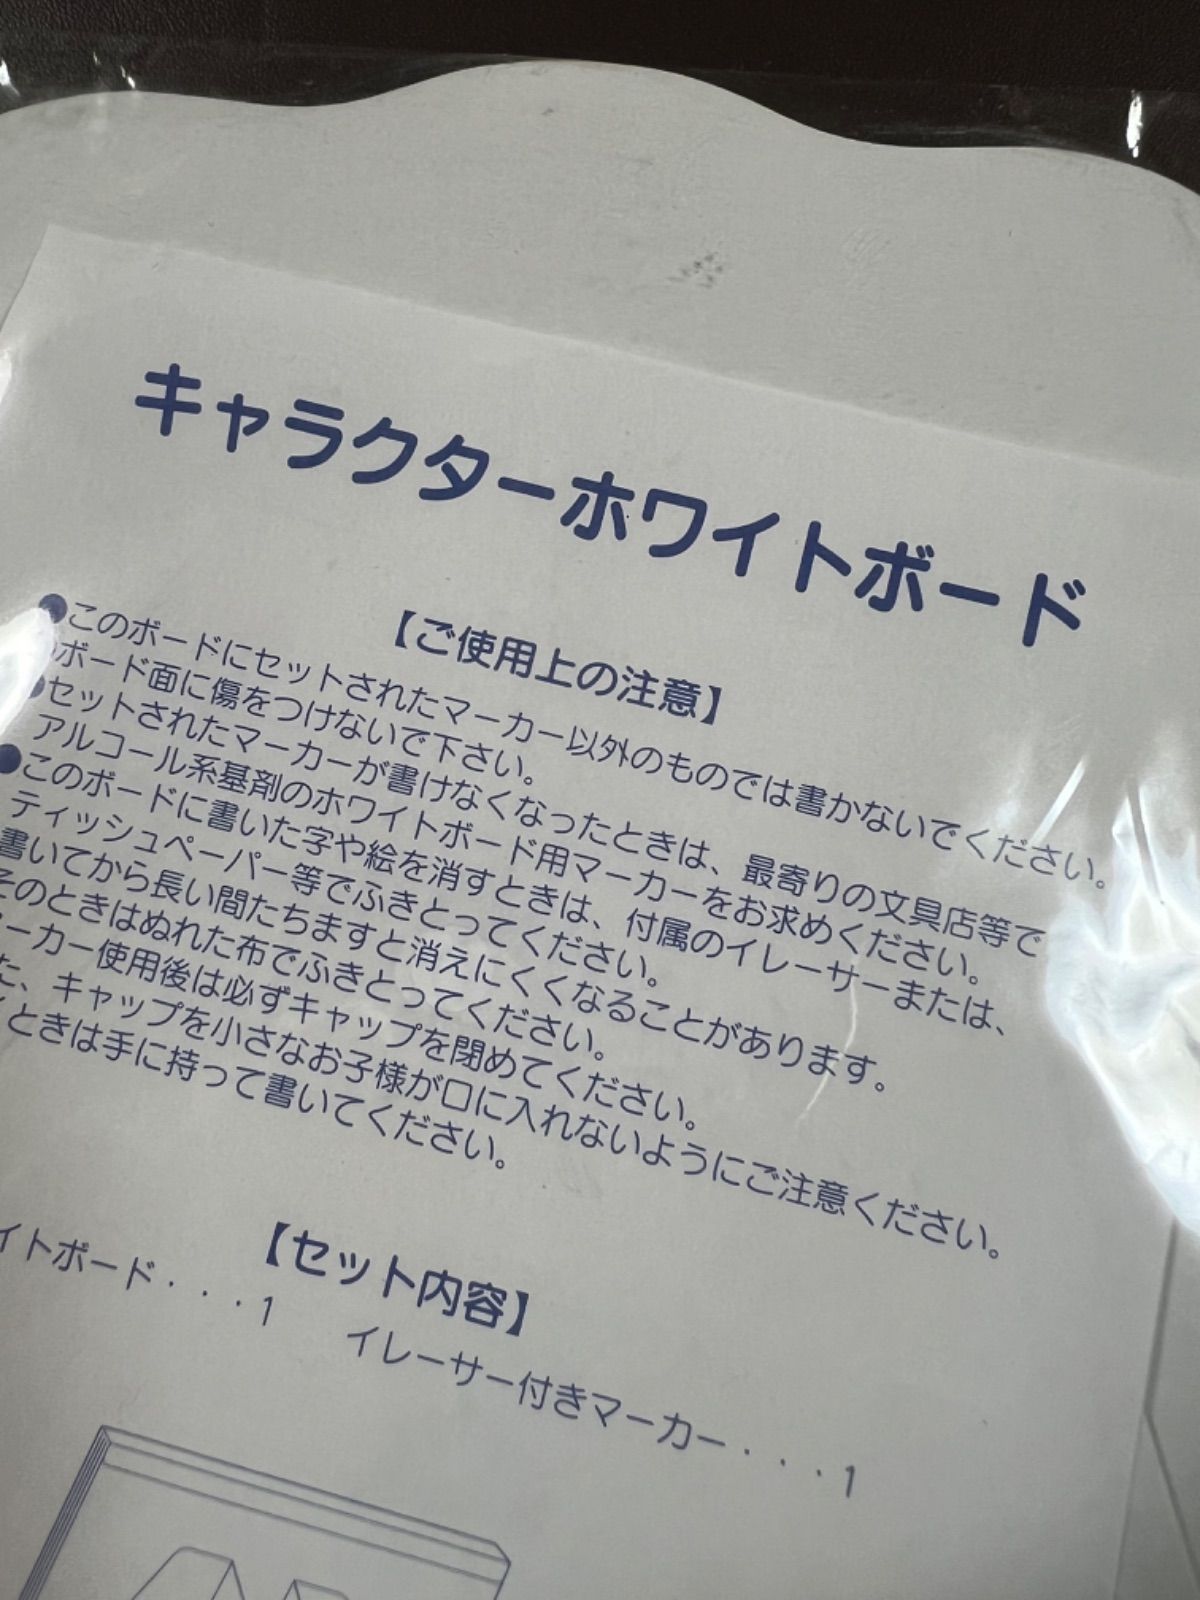 キャラクターホワイトボード
【ご使用上の注意】
●このボードにセットされたマーカー以外のものでは書かないでください。
●ボード面に傷をつけないで下さい。
●セットされたマーカーが書けなくなったときは、最寄りの文具店等で
アルコール系基剤のホワイトボード用マーカーをお求めください。
●このボードに書いた字や絵を消すときは、付属のイレーサーまたは、
ティッシュペーパー等でふきとってください。
書いてから長い間たちますと消えにくくなることがあります。
そのときはぬれた布でふきとってください。
ーカー使用後は必ずキャップを閉めてください。
た、キャップを小さなお子様が口に入れないようにご注意ください。
ときは手に持って書いてください。
【セット内容】
イトボード・・・1 イレーサー付きマーカー・・・1